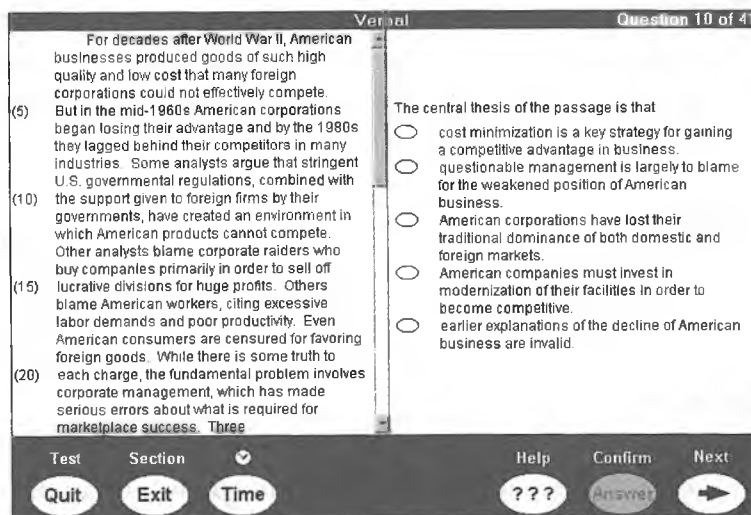 Verbal
Question 10 of 41
For decades after World War II, American
businesses produced goods of such high
quality and low cost that many foreign
corporations could not effectively compete.
(5) But in the mid-1960s American corporations
began losing their advantage and by the 1980s
they lagged behind their competitors in many
industries. Some analysts argue that stringent
U.S. governmental regulations, combined with
(10) the support given to foreign firms by their
governments, have created an environment in
which American products cannot compete.
Other analysts blame corporate raiders who
buy companies primarily in order to sell off
(15) lucrative divisions for huge profits. Others
blame American workers, citing excessive
labor demands and poor productivity. Even
American consumers are censured for favoring
foreign goods. While there is some truth to
(20) each charge, the fundamental problem involves
corporate management, which has made
serious errors about what is required for
marketplace success. Three
The central thesis of the passage is that
cost minimization is a key strategy for gaining
a competitive advantage in business.
questionable management is largely to blame
for the weakened position of American
business.
American corporations have lost their
traditional dominance of both domestic and
foreign markets.
American companies must invest in
modernization of their facilities in order to
become competitive.
earlier explanations of the decline of American
business are invalid.
Test Section Help Confirm Next
Quit Exit Time ??? Answer